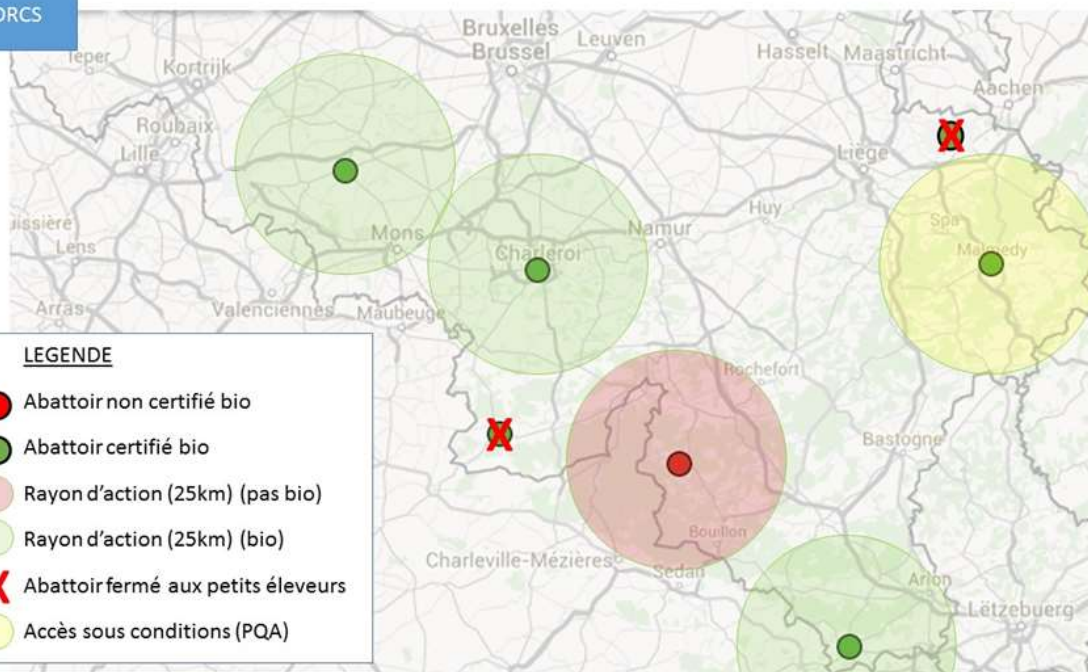 Bruxelles
Brussel
Leuven
Hasselt
Maastricht
Ieper
Kortrijk
Aachen
Roubaix
Lille
Liège
Huy
Spa
Mons
Namur
Lens
Charleroi
Malmedy
Arras
Valenciennes
Maubeuge
Rochefort
Bastogne
Bouillon
Charleville-Mézières
Sedan
Arlon
Lëtzebuerg
LEGENDE
Abattoir non certifié bio
Abattoir certifié bio
Rayon d'action (25km) (pas bio)
Rayon d'action (25km) (bio)
X Abattoir fermé aux petits éleveurs
Accès sous conditions (PQA)